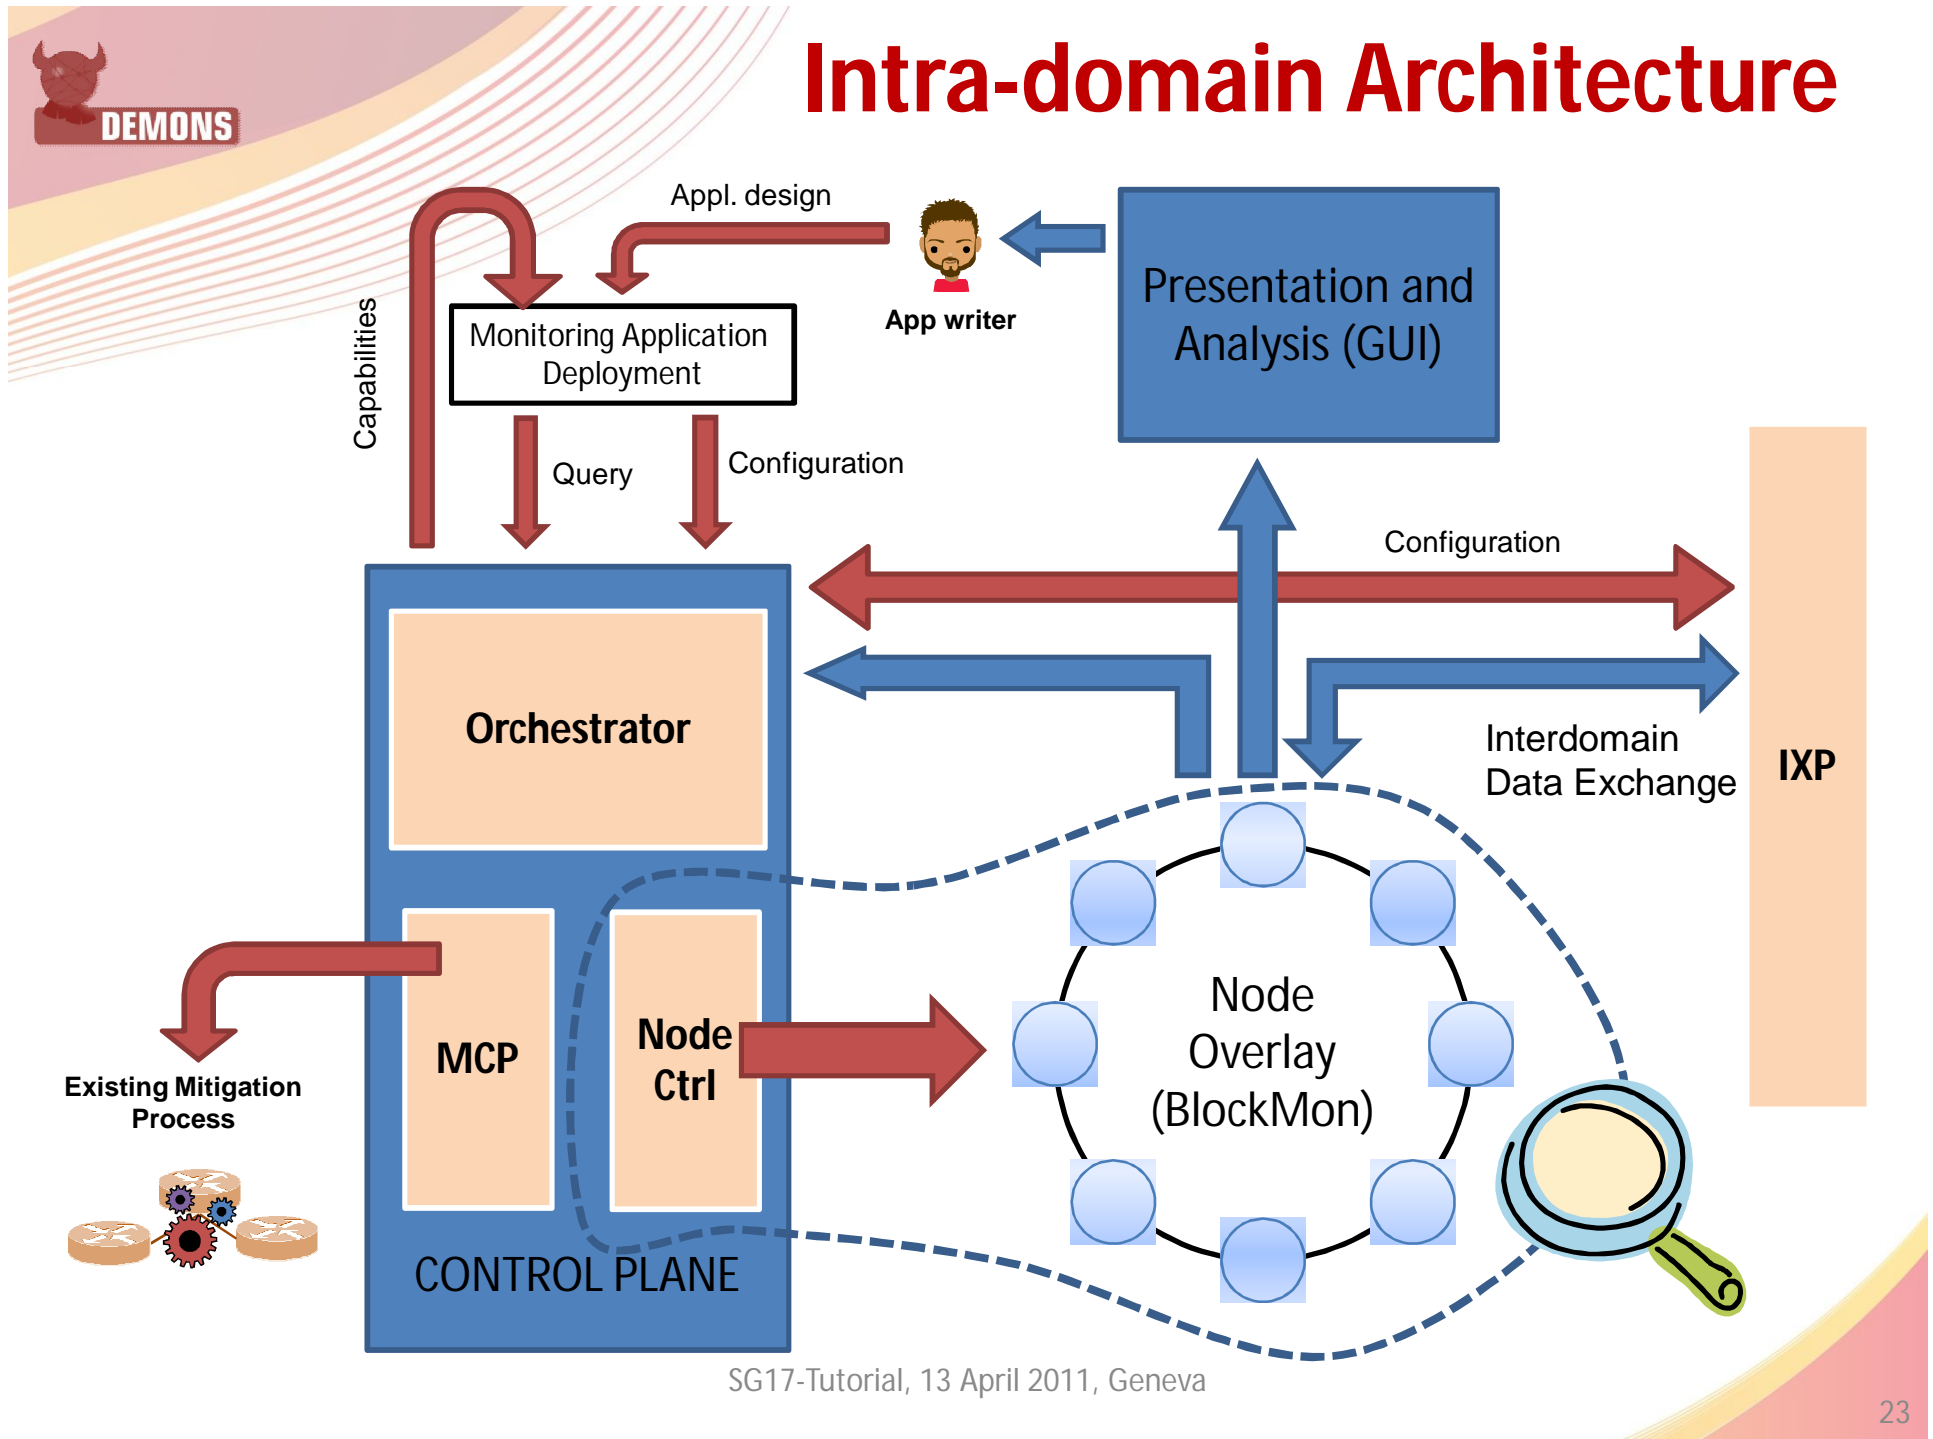 Intra-domain Architecture
DEMONS
Appl. design
App writer
Presentation and
Analysis (GUI)
Capabilities
Monitoring Application
Deployment
Query
Configuration
Configuration
Orchestrator
Interdomain
Data Exchange
IXP
MCP
Node
Ctrl
Node
Overlay
(BlockMon)
Existing Mitigation
Process
CONTROL PLANE
SG17-Tutorial, 13 April 2011, Geneva
23